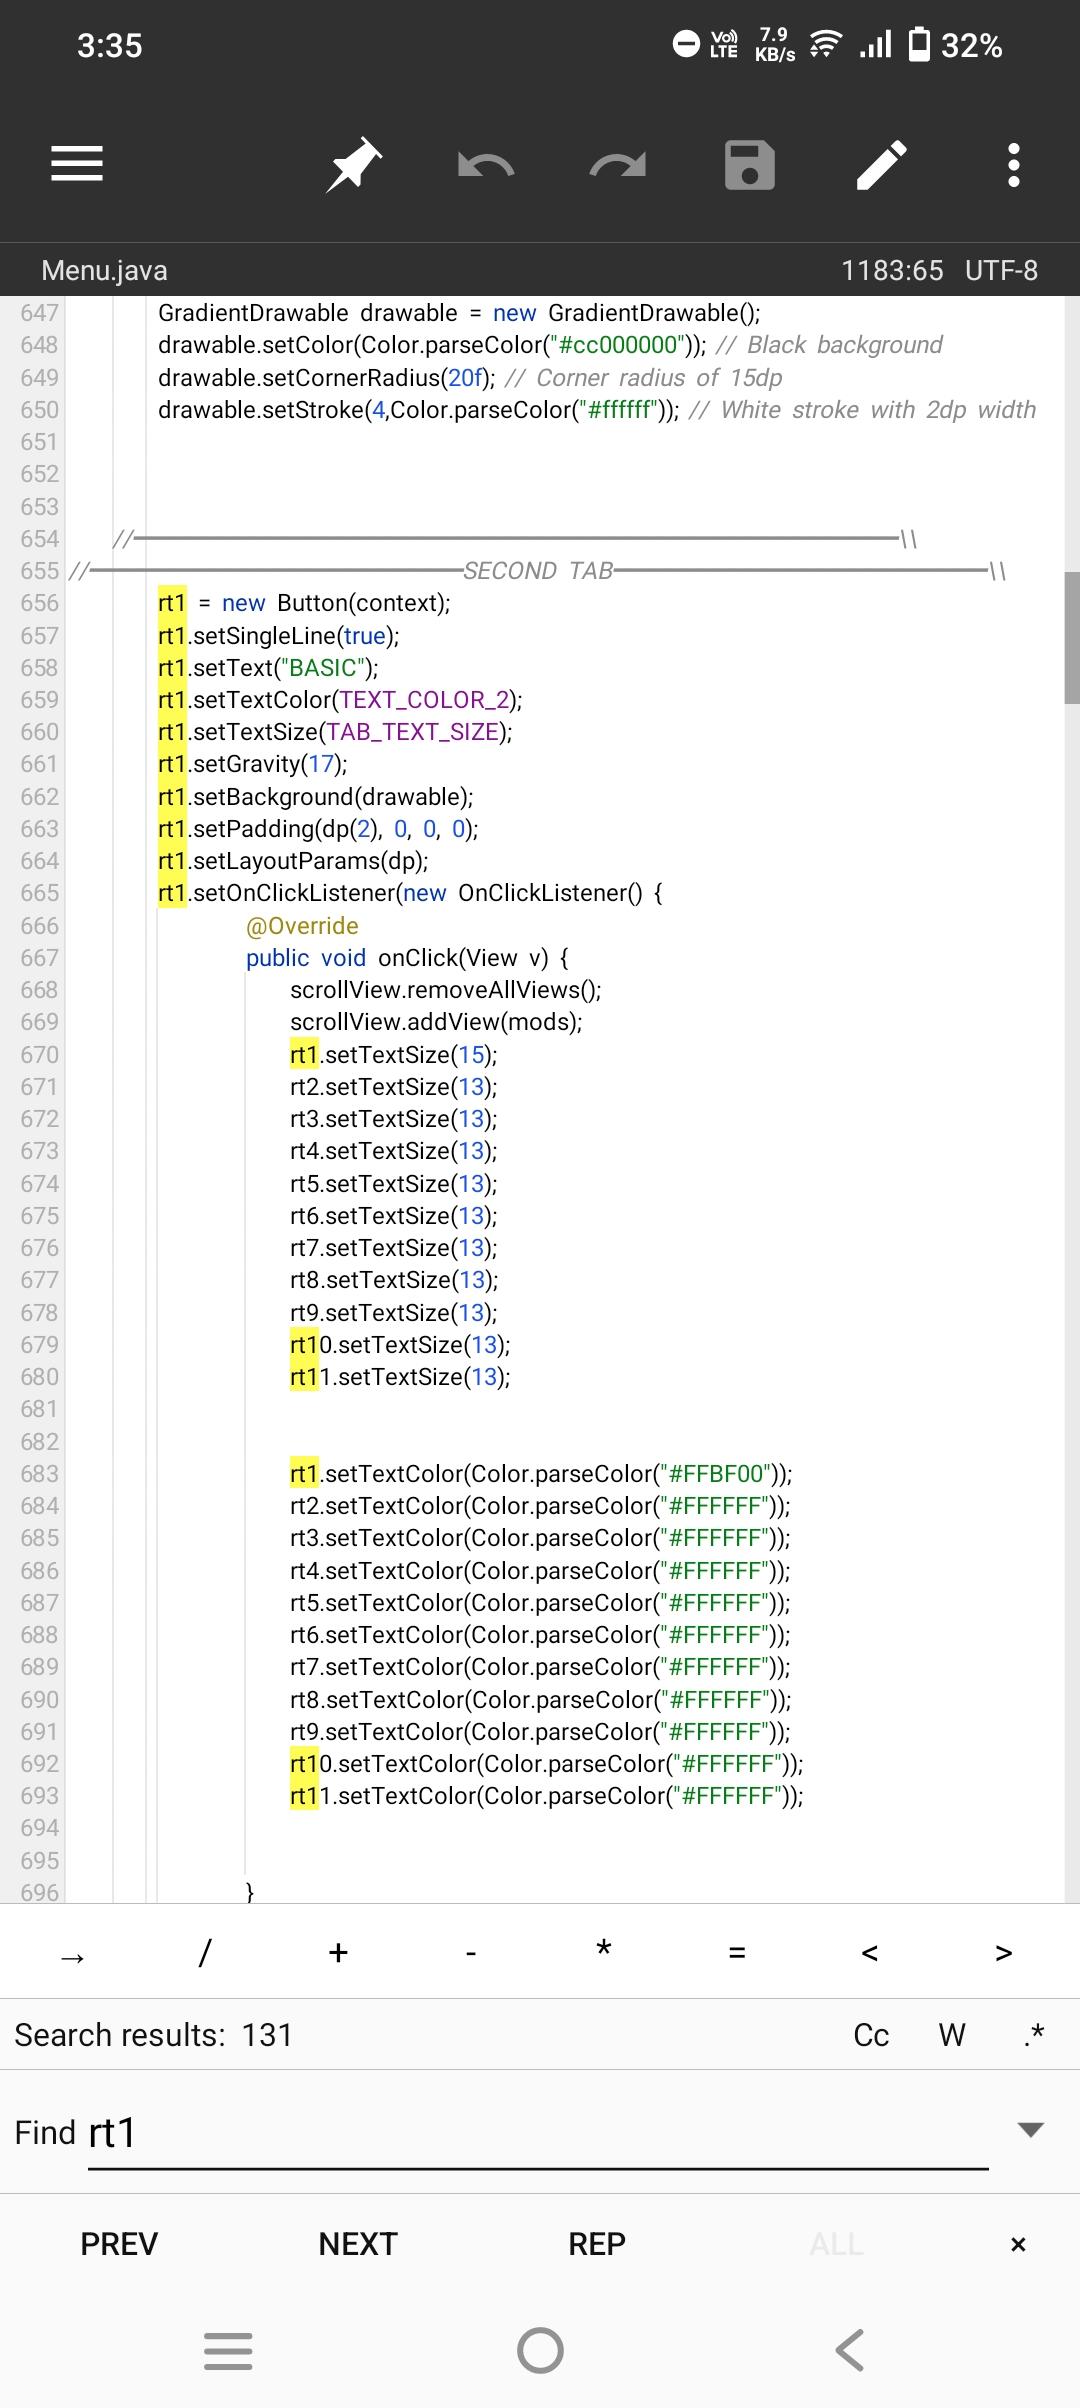 3:35
Vo) LTE 7.9 KB/s 32%
Menu.java 1183:65 UTF-8
647 GradientDrawable drawable = new GradientDrawable();
648 drawable.setColor(Color.parseColor("#cc000000")); // Black background
649 drawable.setCornerRadius(20f); // Corner radius of 15dp
650 drawable.setStroke(4,Color.parseColor("#ffffff")); // White stroke with 2dp width
651
652
653
654 //————————————————————\\
655 //——————————SECOND TAB——————————\\
656 rt1 = new Button(context);
657 rt1.setSingleLine(true);
658 rt1.setText("BASIC");
659 rt1.setTextColor(TEXT_COLOR_2);
660 rt1.setTextSize(TAB_TEXT_SIZE);
661 rt1.setGravity(17);
662 rt1.setBackground(drawable);
663 rt1.setPadding(dp(2), 0, 0, 0);
664 rt1.setLayoutParams(dp);
665 rt1.setOnClickListener(new OnClickListener() {
666 @Override
667 public void onClick(View v) {
668 scrollView.removeAllViews();
669 scrollView.addView(mods);
670 rt1.setTextSize(15);
671 rt2.setTextSize(13);
672 rt3.setTextSize(13);
673 rt4.setTextSize(13);
674 rt5.setTextSize(13);
675 rt6.setTextSize(13);
676 rt7.setTextSize(13);
677 rt8.setTextSize(13);
678 rt9.setTextSize(13);
679 rt10.setTextSize(13);
680 rt11.setTextSize(13);
681
682
683 rt1.setTextColor(Color.parseColor("#FFBF00"));
684 rt2.setTextColor(Color.parseColor("#FFFFFF"));
685 rt3.setTextColor(Color.parseColor("#FFFFFF"));
686 rt4.setTextColor(Color.parseColor("#FFFFFF"));
687 rt5.setTextColor(Color.parseColor("#FFFFFF"));
688 rt6.setTextColor(Color.parseColor("#FFFFFF"));
689 rt7.setTextColor(Color.parseColor("#FFFFFF"));
690 rt8.setTextColor(Color.parseColor("#FFFFFF"));
691 rt9.setTextColor(Color.parseColor("#FFFFFF"));
692 rt10.setTextColor(Color.parseColor("#FFFFFF"));
693 rt11.setTextColor(Color.parseColor("#FFFFFF"));
694
695
696 }
→ / + - * = < >
Search results: 131 Cc W .*
Find rt1
PREV NEXT REP ALL ×